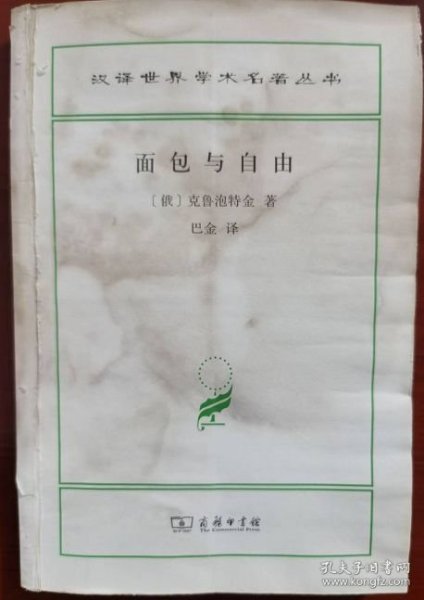 汉译世界学术名著丛书
面包与自由
〔俄〕克鲁泡特金 著
巴金 译
商务印书馆
The Commercial Press
孔夫子旧书网
www.kongfz.com